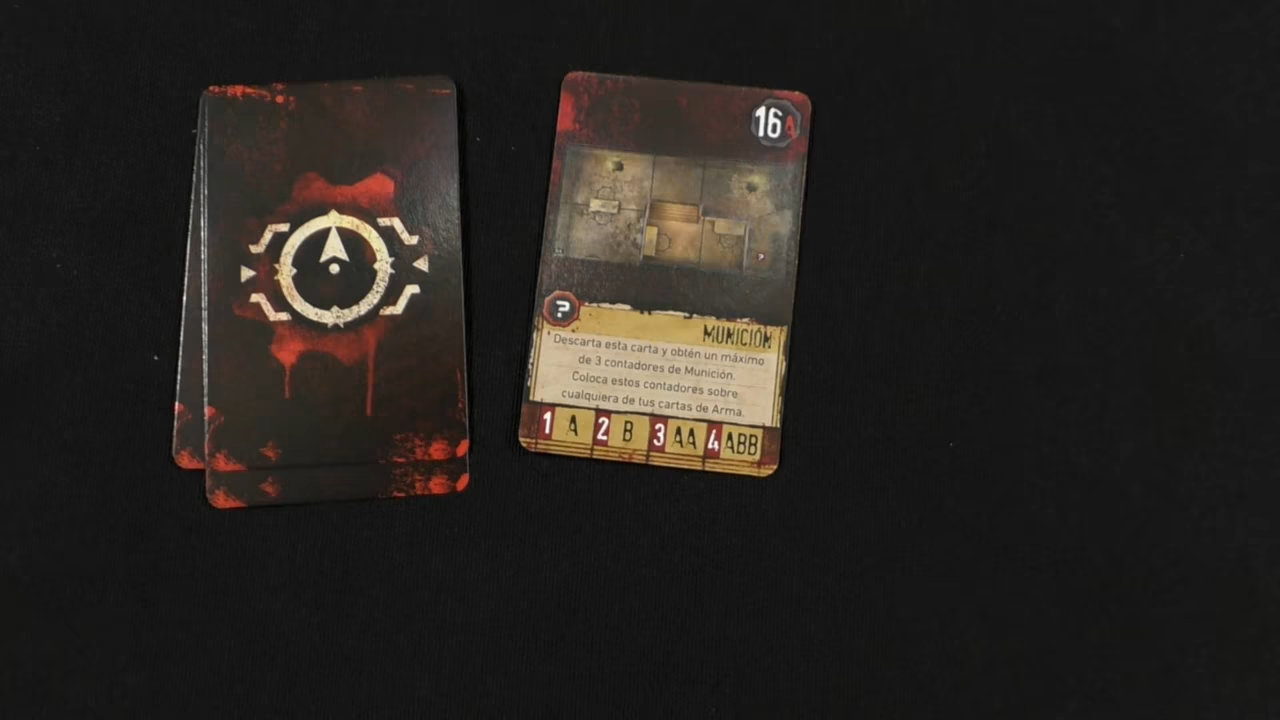 16A
?
?
MUNICIÓN
Descarta esta carta y obtén un máximo
de 3 contadores de Munición.
Coloca estos contadores sobre
cualquiera de tus cartas de Arma.
1 A 2 B 3 AA 4 ABB